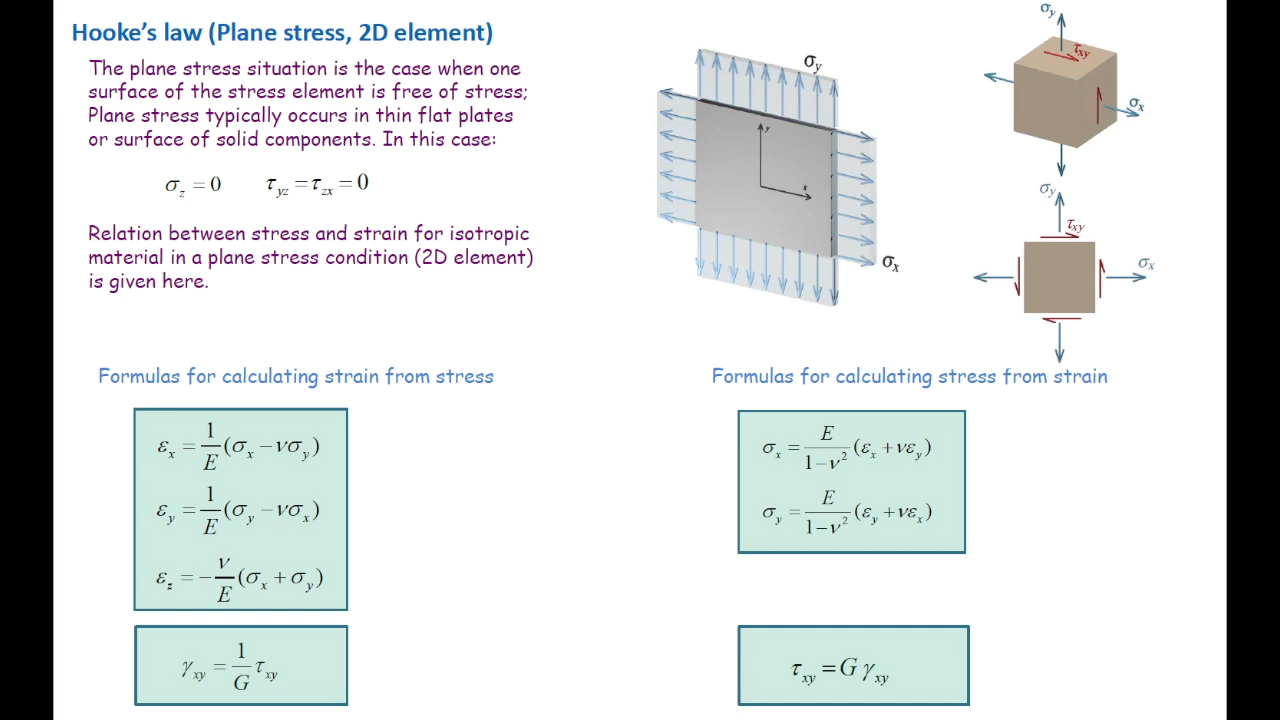 Hooke's law (Plane stress, 2D element)
The plane stress situation is the case when one
surface of the stress element is free of stress;
Plane stress typically occurs in thin flat plates
or surface of solid components. In this case:
σz = 0 τyz = τzx = 0
Relation between stress and strain for isotropic
material in a plane stress condition (2D element)
is given here.
σy
y
x
σx
σy
τxy
σx
σy
τxy
σx
Formulas for calculating strain from stress
εx = 1/E (σx − νσy)
εy = 1/E (σy − νσx)
εz = − ν/E (σx + σy)
γxy = 1/G τxy
Formulas for calculating stress from strain
σx = E/(1−ν²) (εx + νεy)
σy = E/(1−ν²) (εy + νεx)
τxy = G γxy